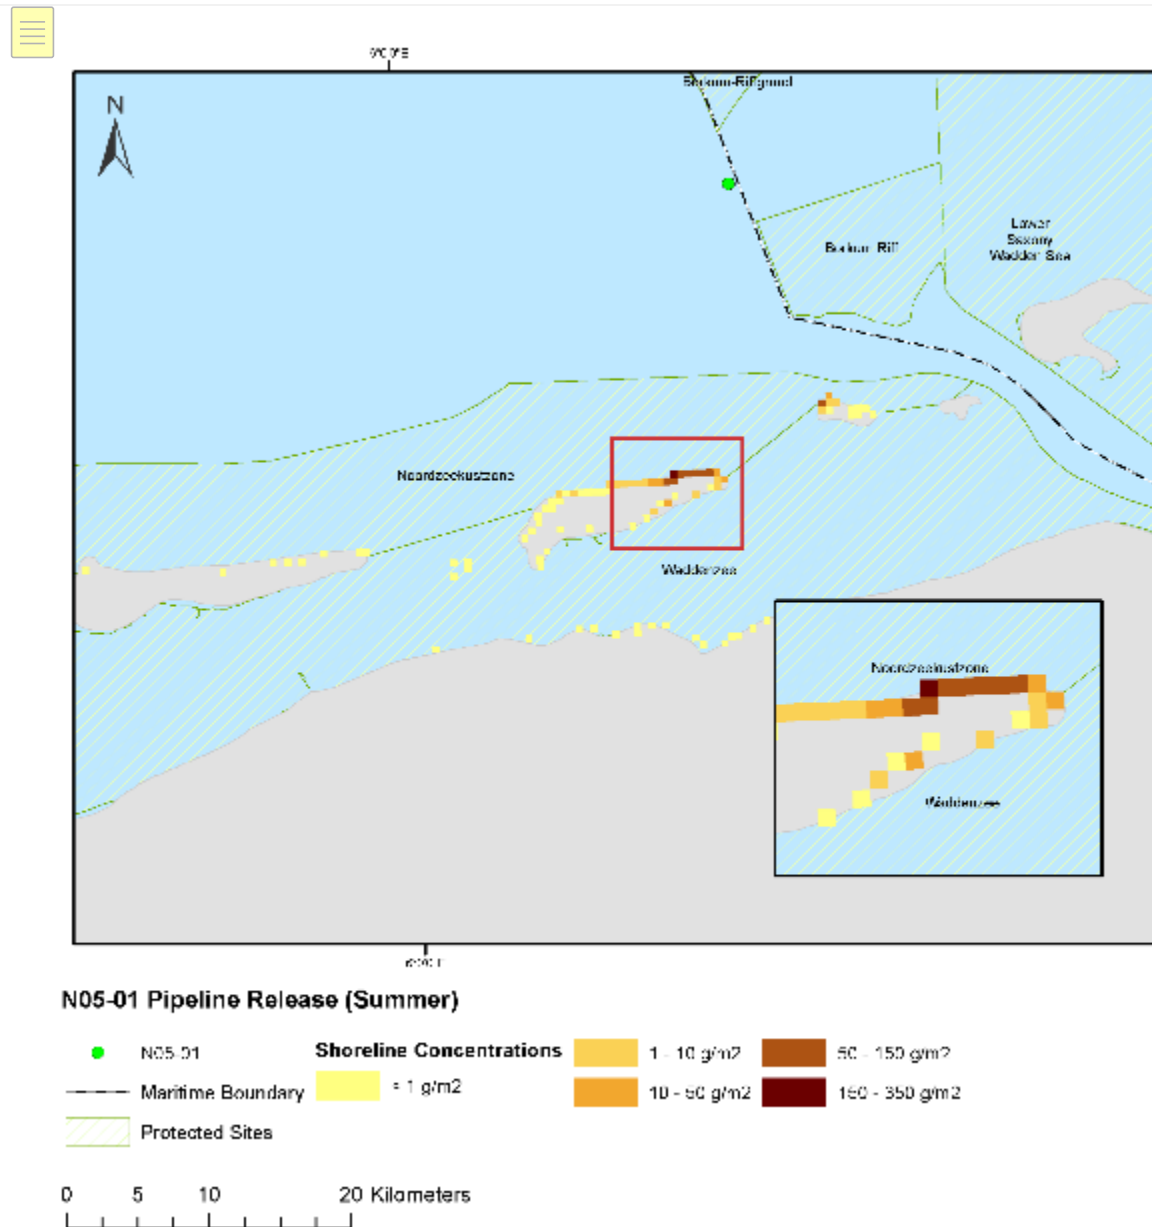 N
Borkum-Riffgrund
Lower
Saxony
Wadden Sea
Borkum Riff
Noordzeekustzone
Waddenzee
Noordzeekustzone
Waddenzee
N05-01 Pipeline Release (Summer)
N05-01
Maritime Boundary
Protected Sites
Shoreline Concentrations
1 g/m2
1 - 10 g/m2
10 - 50 g/m2
50 - 150 g/m2
150 - 350 g/m2
0 5 10 20 Kilometers